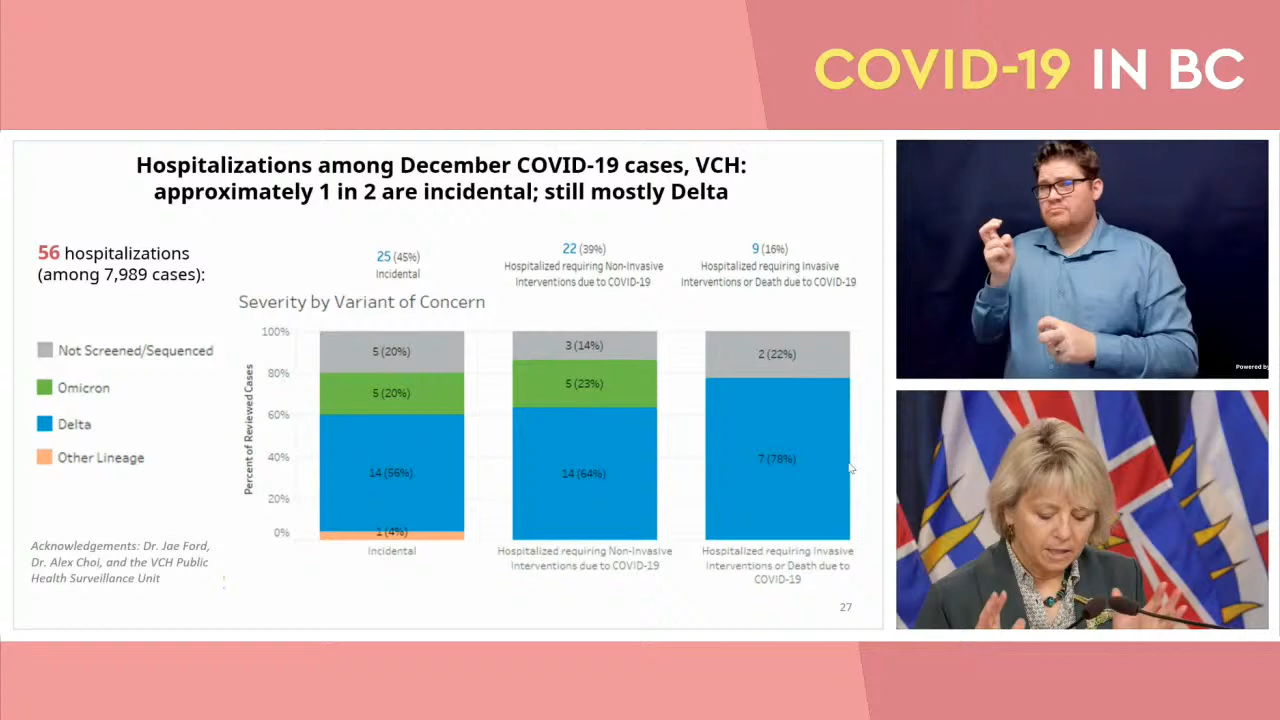 COVID-19 IN BC
Hospitalizations among December COVID-19 cases, VCH:
approximately 1 in 2 are incidental; still mostly Delta
56 hospitalizations
(among 7,989 cases):
25 (45%)
Incidental
22 (39%)
Hospitalized requiring Non-Invasive
Interventions due to COVID-19
9 (16%)
Hospitalized requiring Invasive
Interventions or Death due to COVID-19
Severity by Variant of Concern
Not Screened/Sequenced
Omicron
Delta
Other Lineage
Percent of Reviewed Cases
100%
80%
60%
40%
20%
0%
5 (20%)
5 (20%)
14 (56%)
1 (4%)
3 (14%)
5 (23%)
14 (64%)
2 (22%)
7 (78%)
Incidental
Hospitalized requiring Non-Invasive
Interventions due to COVID-19
Hospitalized requiring Invasive
Interventions or Death due to
COVID-19
Acknowledgements: Dr. Jae Ford,
Dr. Alex Choi, and the VCH Public
Health Surveillance Unit
27
Powered by